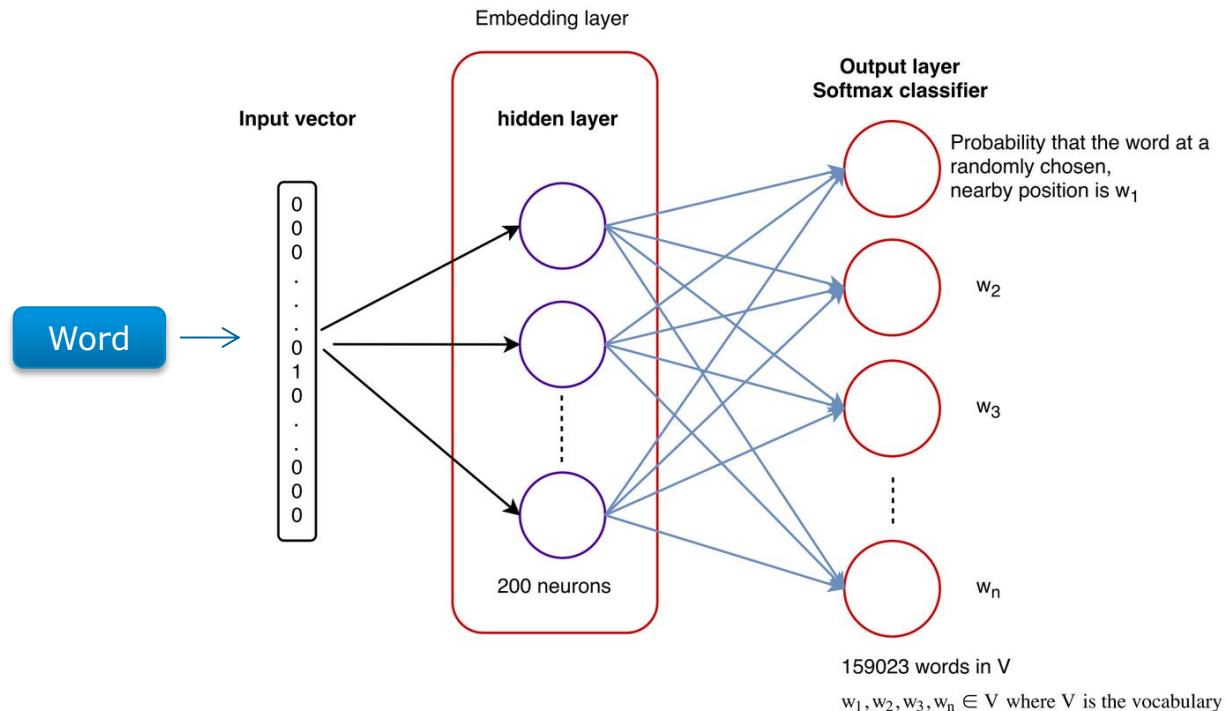 Embedding layer
Output layer
Softmax classifier
Input vector
hidden layer
Probability that the word at a
randomly chosen,
nearby position is w₁
0
0
0
.
.
.
0
1
0
.
.
0
0
0
Word
w₂
w₃
wₙ
200 neurons
159023 words in V
w₁, w₂, w₃, wₙ ∈ V where V is the vocabulary